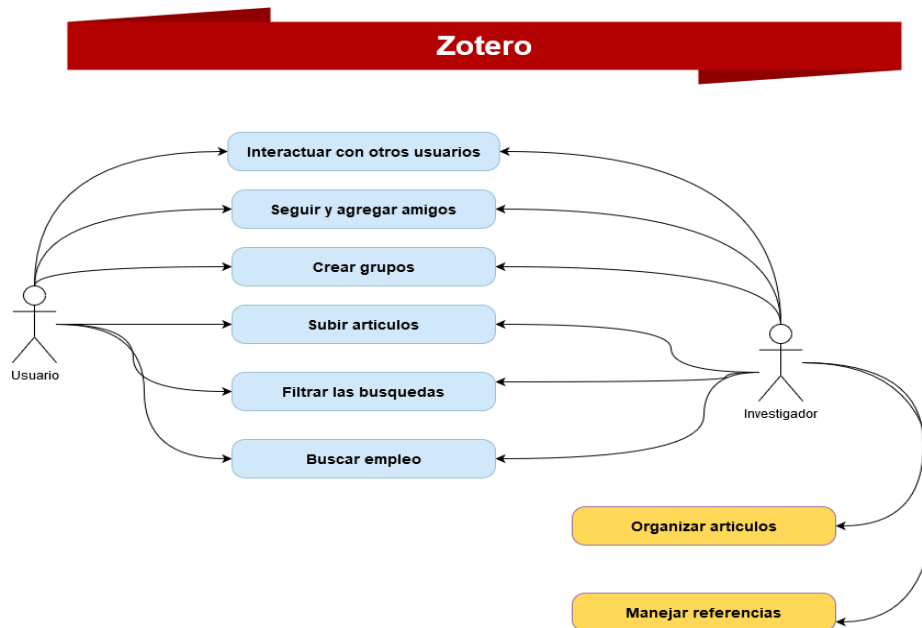 Zotero
Interactuar con otros usuarios
Seguir y agregar amigos
Crear grupos
Subir articulos
Usuario
Filtrar las busquedas
Investigador
Buscar empleo
Organizar articulos
Manejar referencias